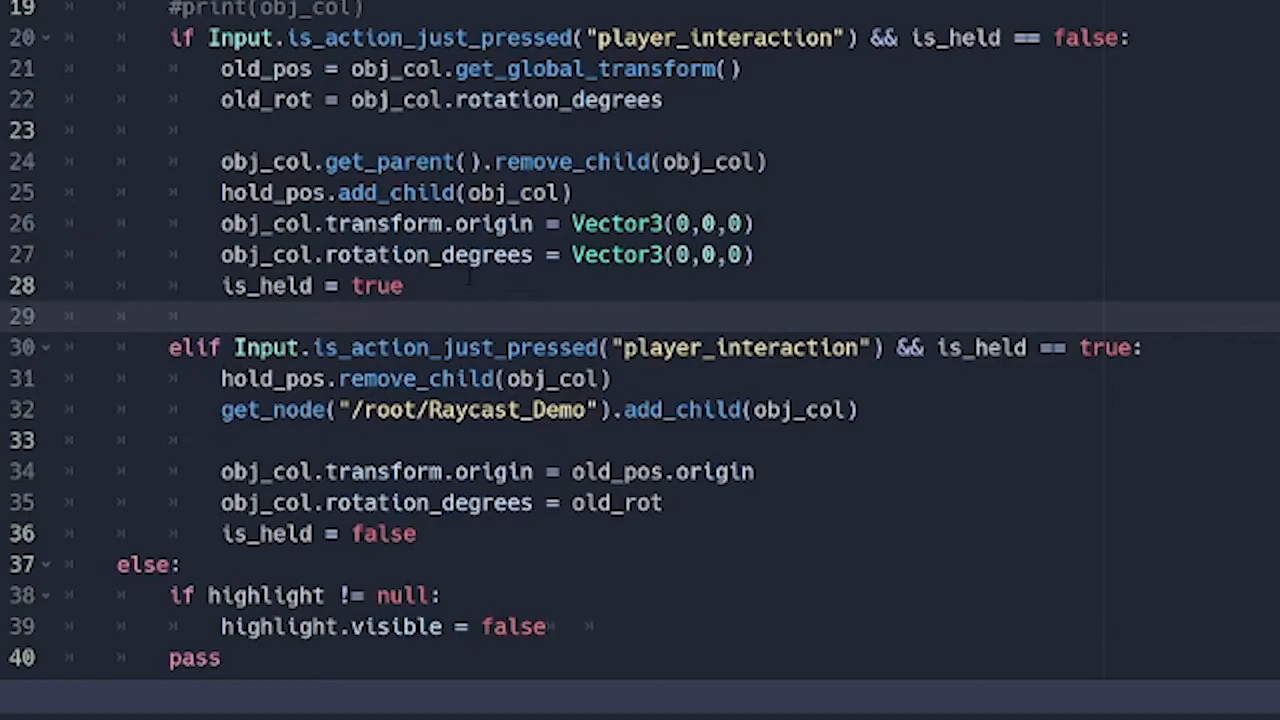 19 #print(obj_col)
20 if Input.is_action_just_pressed("player_interaction") && is_held == false:
21 old_pos = obj_col.get_global_transform()
22 old_rot = obj_col.rotation_degrees
23
24 obj_col.get_parent().remove_child(obj_col)
25 hold_pos.add_child(obj_col)
26 obj_col.transform.origin = Vector3(0,0,0)
27 obj_col.rotation_degrees = Vector3(0,0,0)
28 is_held = true
29
30 elif Input.is_action_just_pressed("player_interaction") && is_held == true:
31 hold_pos.remove_child(obj_col)
32 get_node("/root/Raycast_Demo").add_child(obj_col)
33
34 obj_col.transform.origin = old_pos.origin
35 obj_col.rotation_degrees = old_rot
36 is_held = false
37 else:
38 if highlight != null:
39 highlight.visible = false
40 pass